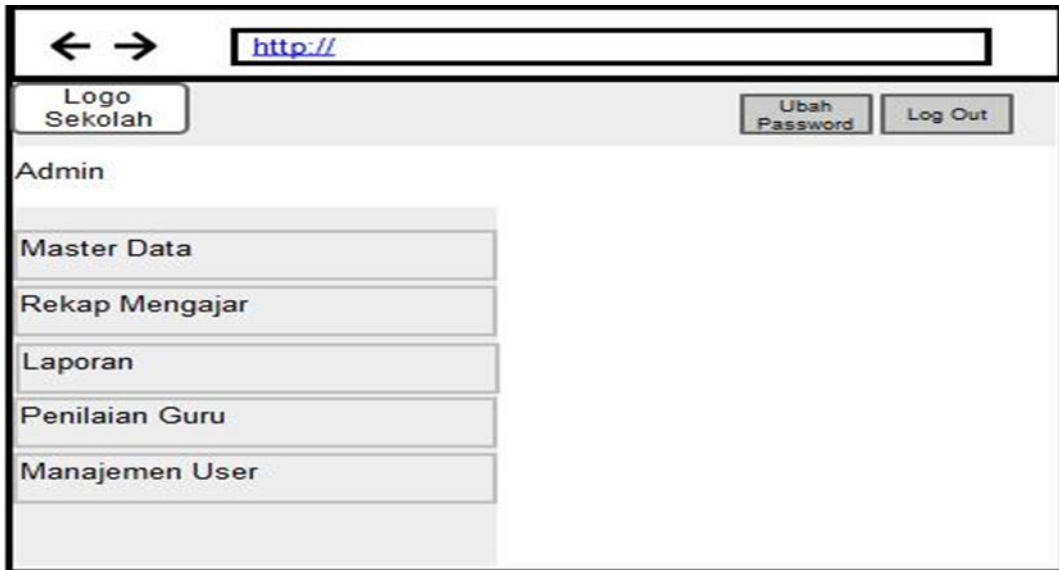 http://
Logo
Sekolah
Ubah
Password
Log Out
Admin
Master Data
Rekap Mengajar
Laporan
Penilaian Guru
Manajemen User